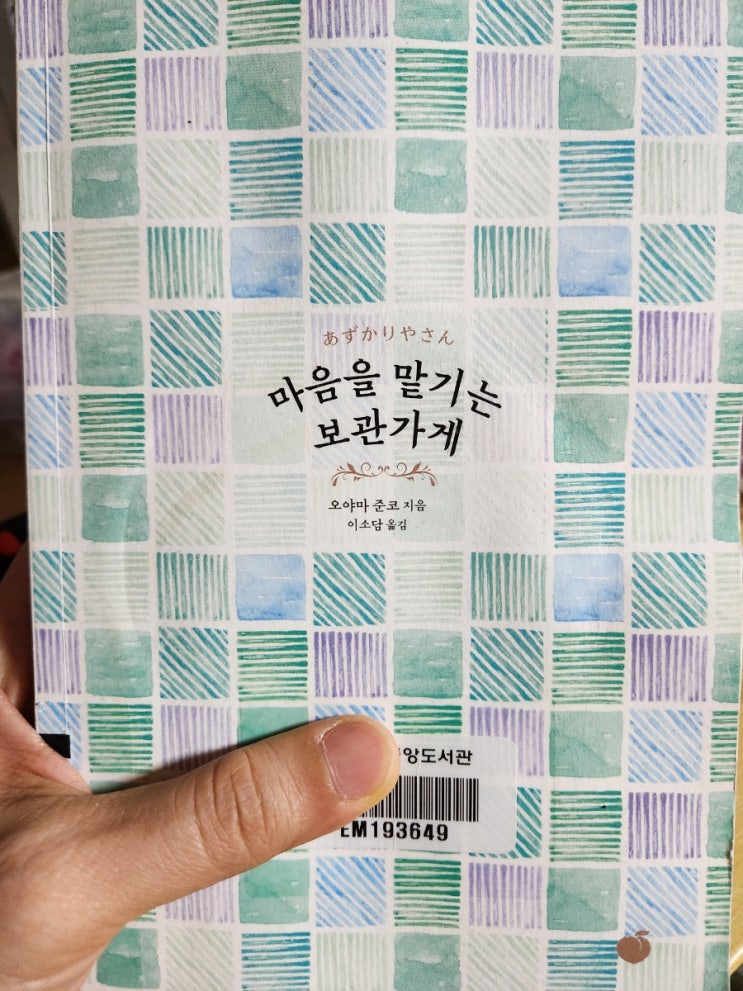 あずかりやさん
마음을 맡기는
보관가게
오야마 준코 지음
이소담 옮김
앙도서관
EM193649